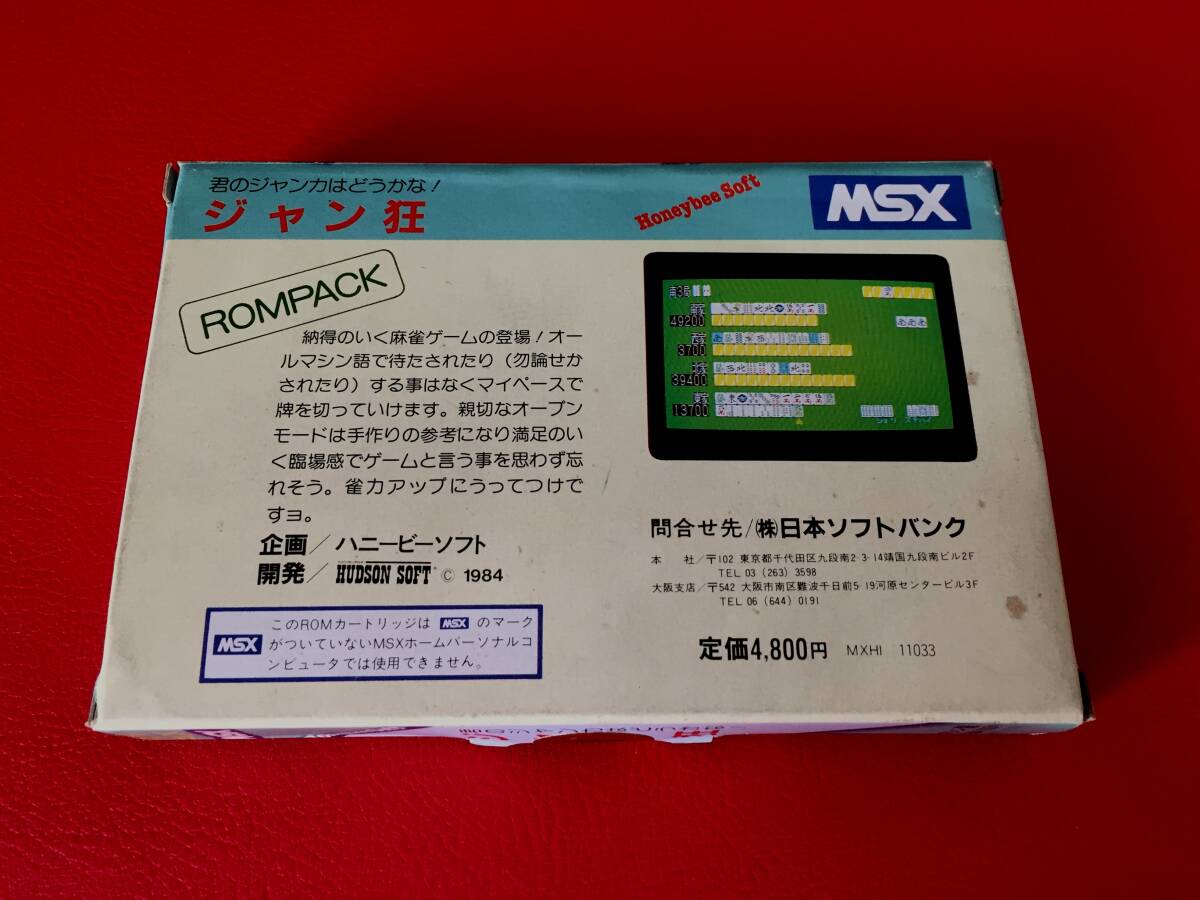 君のジャン力はどうかな!
ジャン狂
Honeybee Soft
MSX
ROMPACK
納得のいく麻雀ゲームの登場!オー
ルマシン語で待たされたり(勿論せか
されたり)する事はなくマイペースで
牌を切っていけます。親切なオープン
モードは手作りの参考になり満足のい
く臨場感でゲームと言う事を思わず忘
れそう。雀力アップにうってつけで
すョ。
企画/ハニービーソフト
開発/HUDSON SOFT © 1984
MSX
このROMカートリッジは MSX のマーク
がついていないMSXホームパーソナルコ
ンピュータでは使用できません。
南3局
49200
3700
39400
13700
問合せ先/㈱日本ソフトバンク
本 社/〒102 東京都千代田区九段南2-3-14靖国九段南ビル2F
TEL 03 (263) 3598
大阪支店/〒542 大阪市南区難波千日前5-19河原センタービル3F
TEL 06 (644) 0191
定価4,800円 MXHI 11033